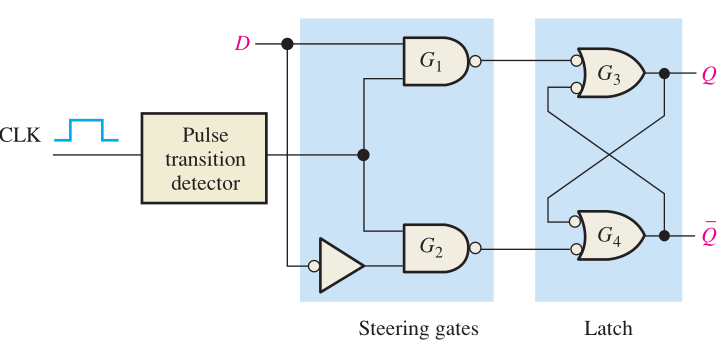 D
G₁
G₃
Q
CLK
Pulse
transition
detector
G₂
G₄
Q̅
Steering gates
Latch